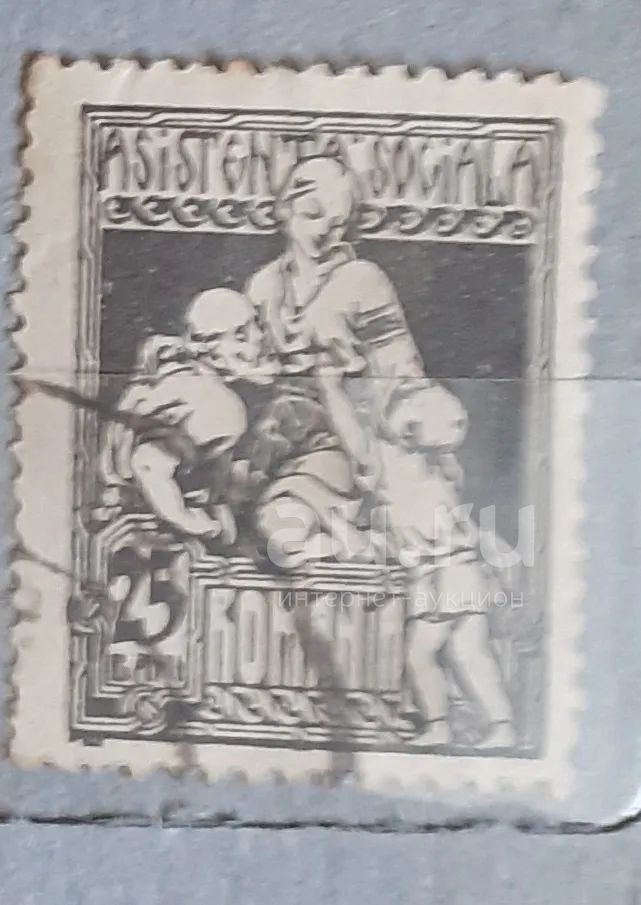 ASISTENTA SOCIALA
25
BANI
ROMANIA
au.ru
интернет-аукцион